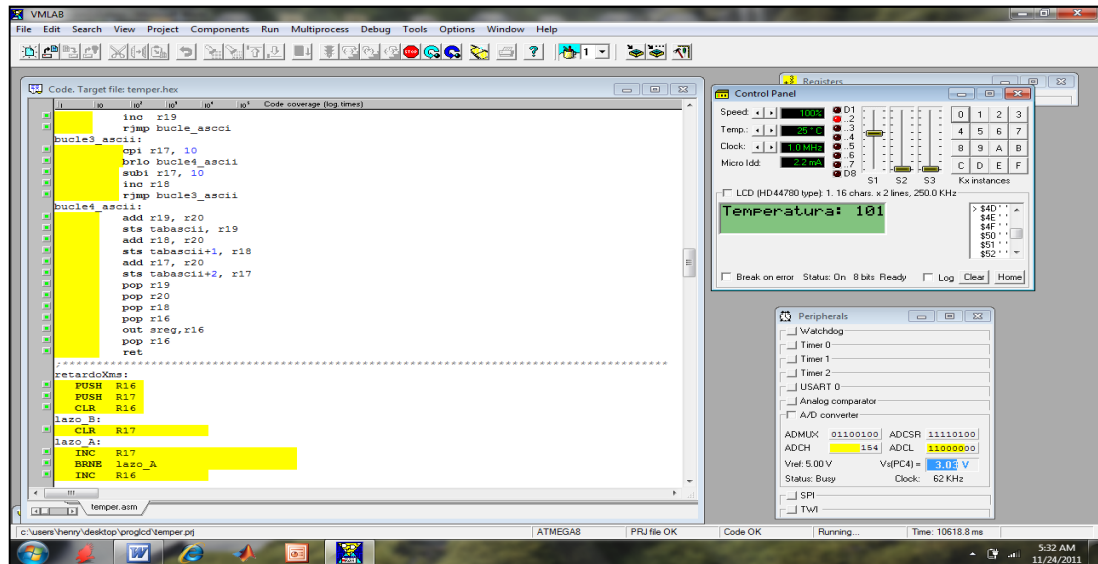 VMLAB
File Edit Search View Project Components Run Multiprocess Debug Tools Options Window Help
STOP
1
Code. Target file: temper.hex
Code coverage (log. times)
inc r19
rjmp bucle_ascci
bucle3_ascii:
cpi r17, 10
brlo bucle4_ascii
subi r17, 10
inc r18
rjmp bucle3_ascii
bucle4_ascii:
add r19, r20
sts tabascii, r19
add r18, r20
sts tabascii+1, r18
add r17, r20
sts tabascii+2, r17
pop r19
pop r20
pop r18
pop r16
out sreg,r16
pop r16
ret
retardoXms:
PUSH R16
PUSH R17
CLR R16
lazo_B:
CLR R17
lazo_A:
INC R17
BRNE lazo_A
INC R16
temper.asm
Registers
Control Panel
Speed: 100%
Temp.: 25 ° C
Clock: 1.0 MHz
Micro Idd: 2.2 mA
D1
..2
..3
..4
..5
..6
..7
D8
S1 S2 S3
0 1 2 3
4 5 6 7
8 9 A B
C D E F
Kx instances
LCD (HD44780 type): 1. 16 chars. x 2 lines, 250.0 KHz
Temperatura: 101
> $4D ' '
$4E ' '
$4F ' '
$50 ' '
$51 ' '
$52 ' '
Break on error Status: On 8 bits Ready Log Clear Home
Peripherals
Watchdog
Timer 0
Timer 1
Timer 2
USART 0
Analog comparator
A/D converter
ADMUX 01100100 ADCSR 11110100
ADCH 154 ADCL 11000000
Vref: 5.00 V Vs(PC4) = 3.03 V
Status: Busy Clock: 62 KHz
SPI
TWI
c:\users\henry\desktop\proglcd\temper.prj ATMEGA8 PRJ file OK Code OK Running... Time: 10618.8 ms
5:32 AM
11/24/2011